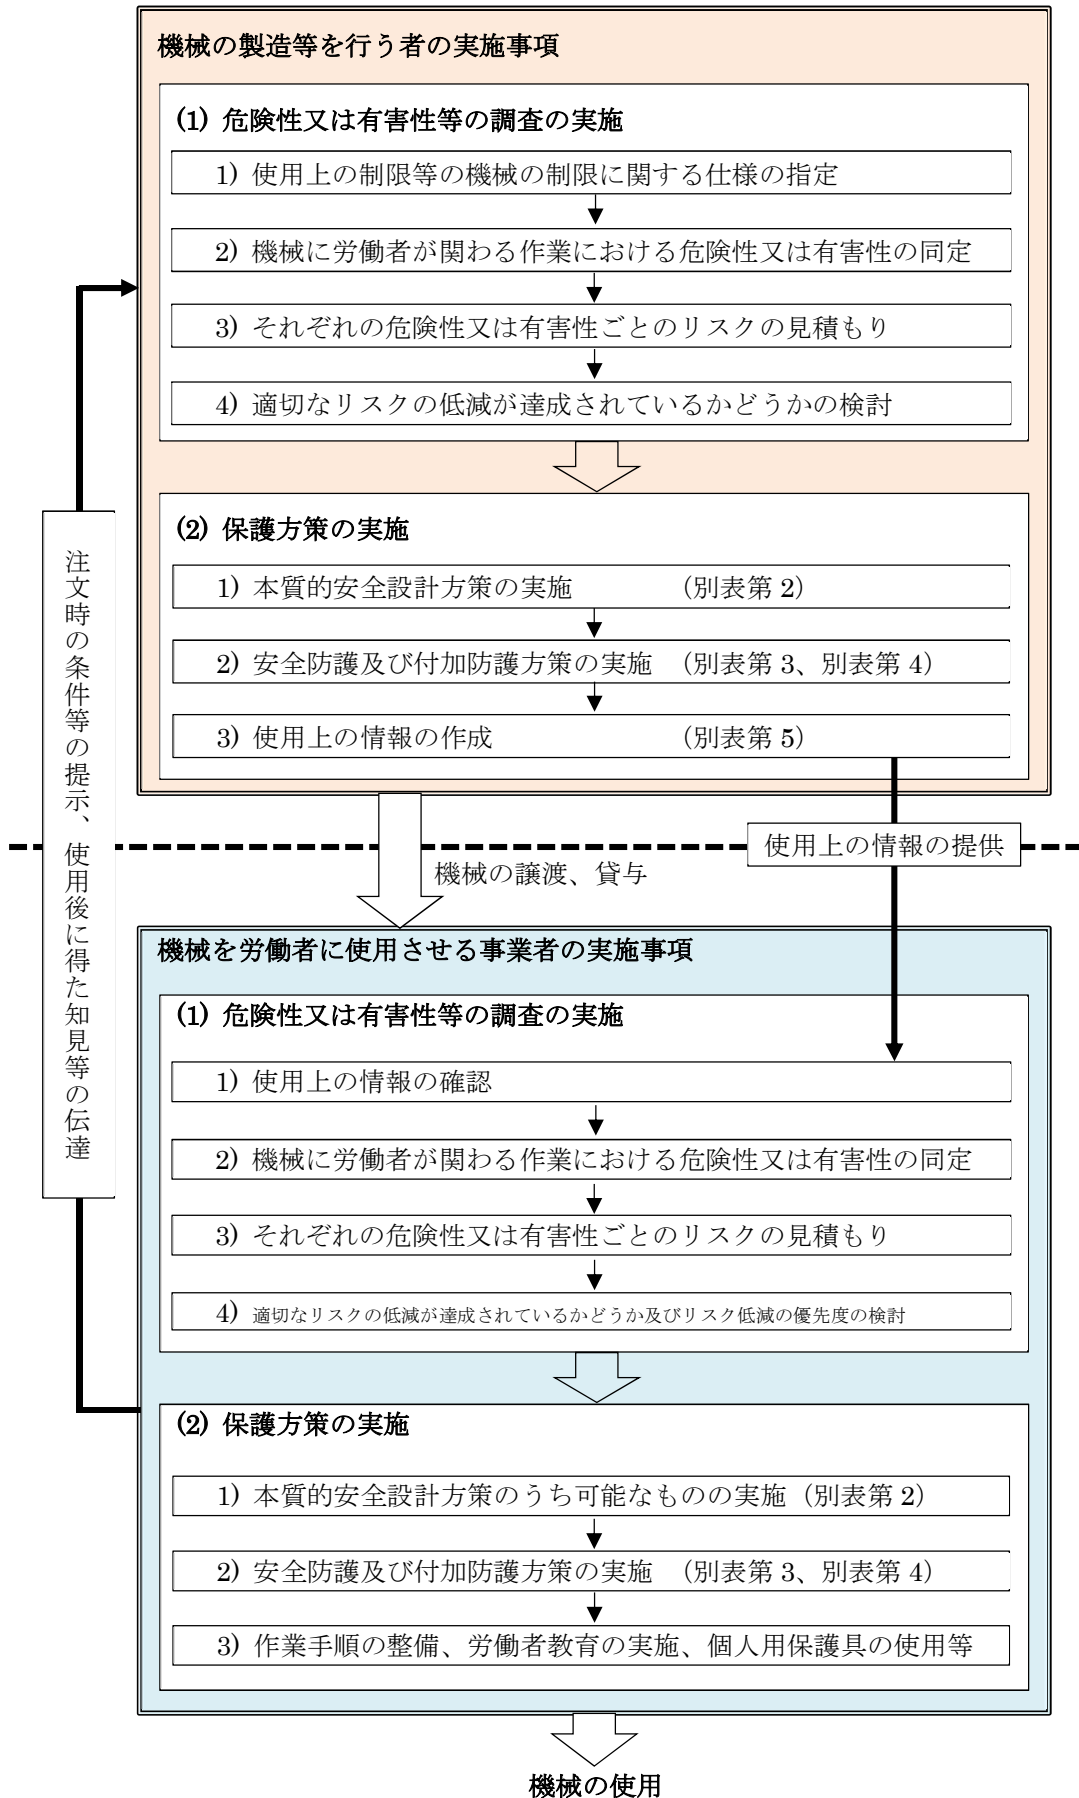 機械の製造等を行う者の実施事項
(1) 危険性又は有害性等の調査の実施
1) 使用上の制限等の機械の制限に関する仕様の指定
2) 機械に労働者が関わる作業における危険性又は有害性の同定
3) それぞれの危険性又は有害性ごとのリスクの見積もり
4) 適切なリスクの低減が達成されているかどうかの検討
(2) 保護方策の実施
1) 本質的安全設計方策の実施 （別表第 2）
2) 安全防護及び付加防護方策の実施 （別表第 3、別表第 4）
3) 使用上の情報の作成 （別表第 5）
注文時の条件等の提示、使用後に得た知見等の伝達
使用上の情報の提供
機械の譲渡、貸与
機械を労働者に使用させる事業者の実施事項
(1) 危険性又は有害性等の調査の実施
1) 使用上の情報の確認
2) 機械に労働者が関わる作業における危険性又は有害性の同定
3) それぞれの危険性又は有害性ごとのリスクの見積もり
4) 適切なリスクの低減が達成されているかどうか及びリスク低減の優先度の検討
(2) 保護方策の実施
1) 本質的安全設計方策のうち可能なものの実施（別表第 2）
2) 安全防護及び付加防護方策の実施 （別表第 3、別表第 4）
3) 作業手順の整備、労働者教育の実施、個人用保護具の使用等
機械の使用